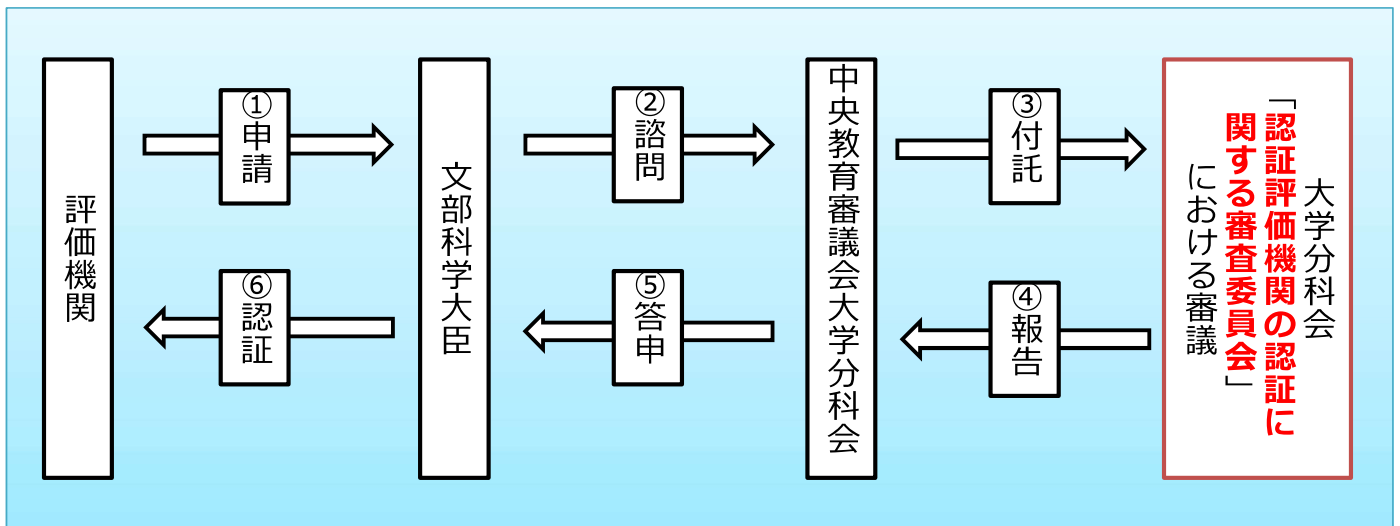 評価機関
①申請
⑥認証
文部科学大臣
②諮問
⑤答申
中央教育審議会大学分科会
③付託
④報告
大学分科会
「認証評価機関の認証に
関する審査委員会」
における審議